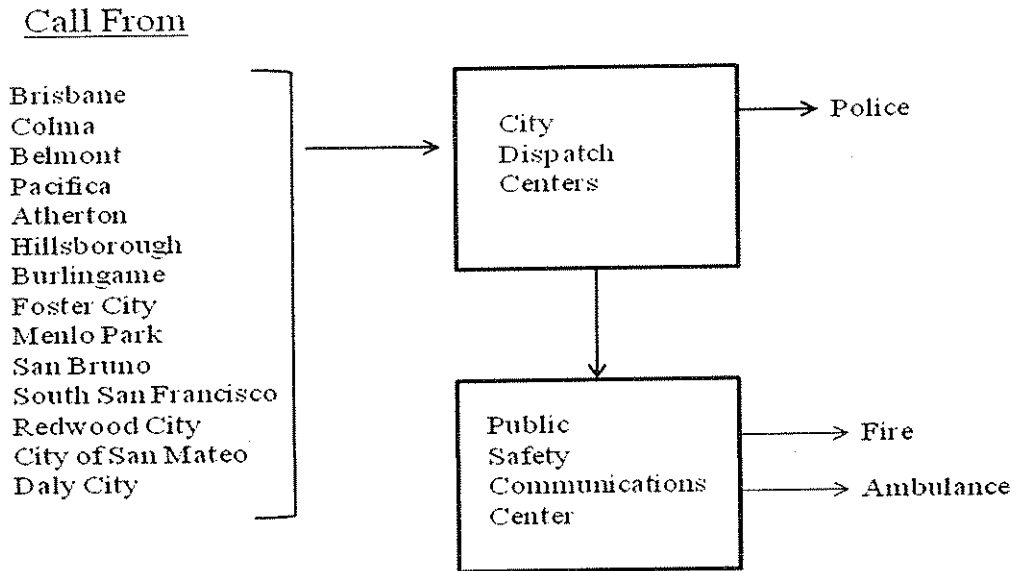 Call From
Brisbane
Colma
Belmont
Pacifica
Atherton
Hillsborough
Burlingame
Foster City
Menlo Park
San Bruno
South San Francisco
Redwood City
City of San Mateo
Daly City
City
Dispatch
Centers
Police
Public
Safety
Communications
Center
Fire
Ambulance